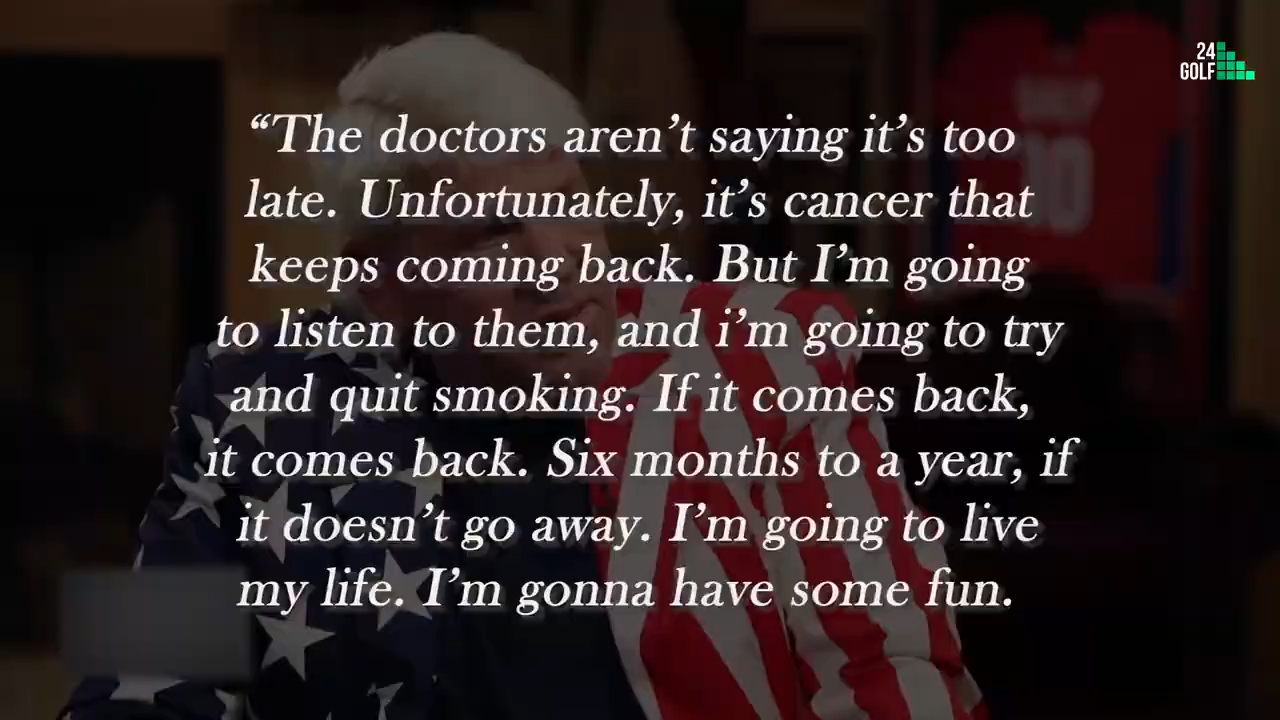 24
GOLF
“The doctors aren’t saying it’s too
late. Unfortunately, it’s cancer that
keeps coming back. But I’m going
to listen to them, and i’m going to try
and quit smoking. If it comes back,
it comes back. Six months to a year, if
it doesn’t go away. I’m going to live
my life. I’m gonna have some fun.